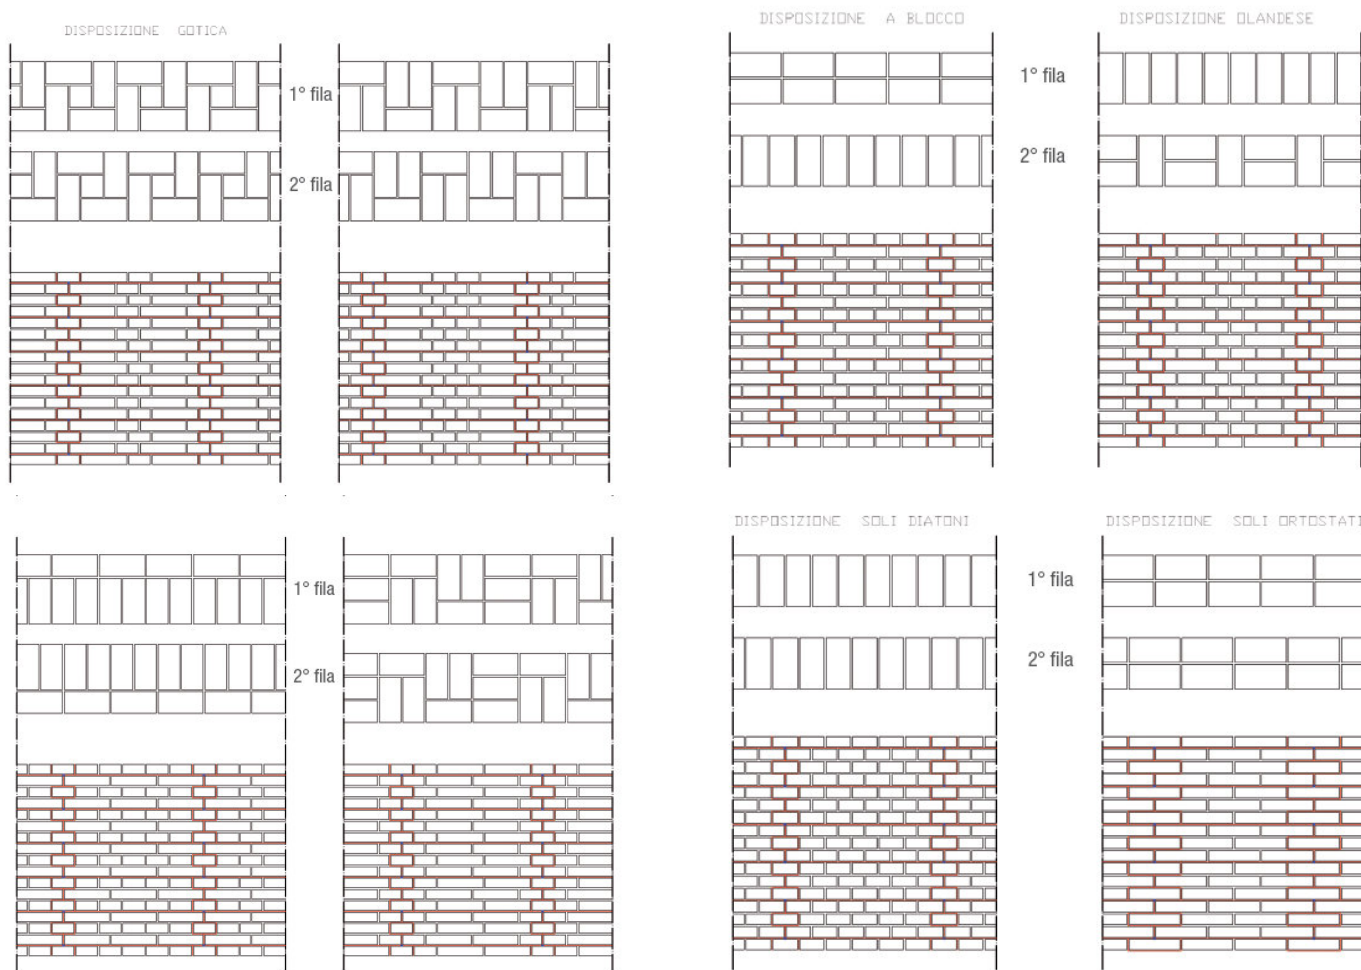 DISPOSIZIONE GOTICA
1° fila
2° fila
DISPOSIZIONE A BLOCCO
DISPOSIZIONE OLANDESE
1° fila
2° fila
1° fila
2° fila
DISPOSIZIONE SOLI DIATONI
DISPOSIZIONE SOLI ORTOSTATI
1° fila
2° fila